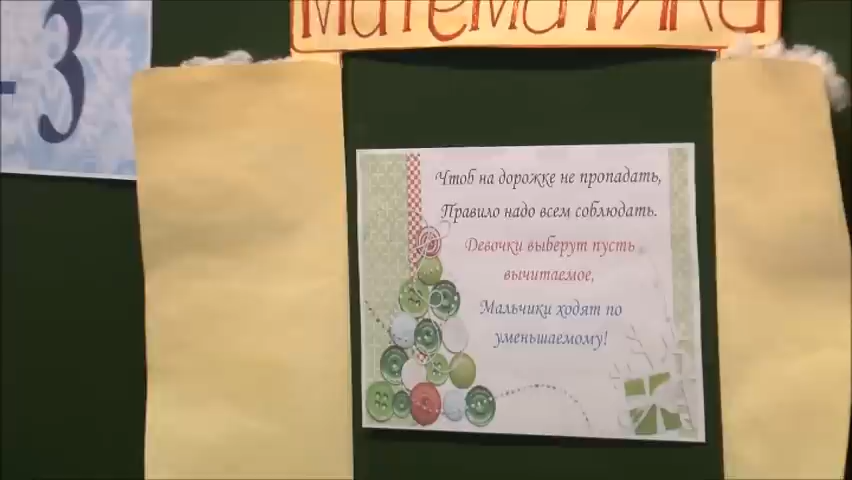 Математика
-3
Чтоб на дорожке не пропадать,
Правило надо всем соблюдать.
Девочки выберут пусть
вычитаемое,
Мальчики ходят по
уменьшаемому!